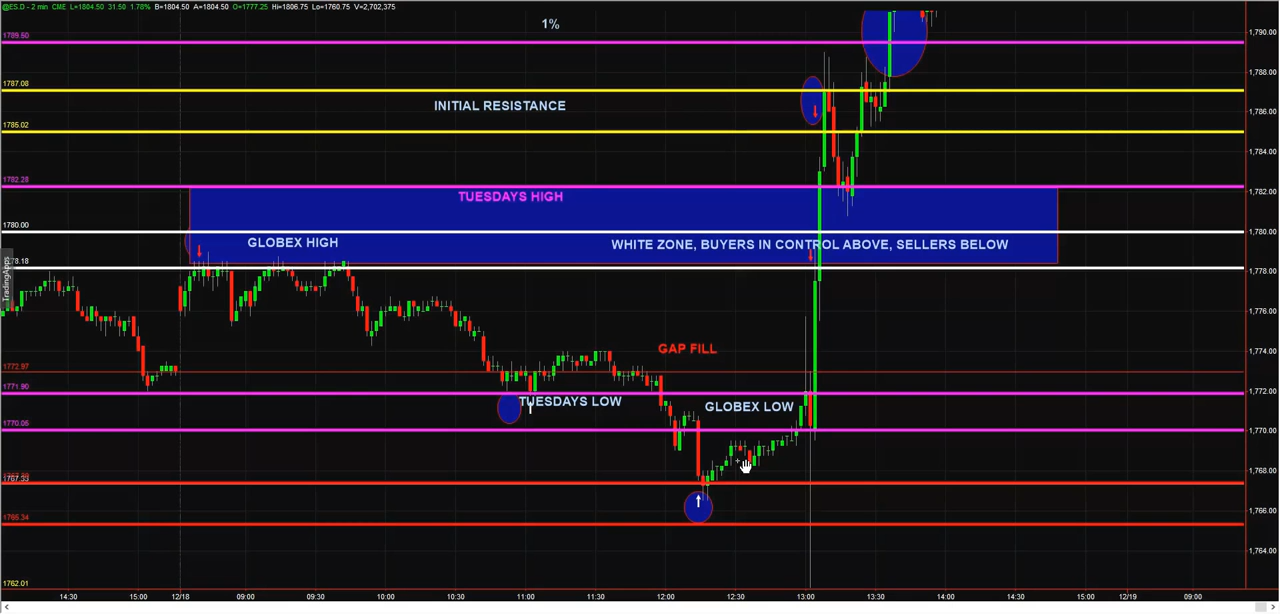 @ES.D - 2 min CME L=1804.50 31.50 1.78% B=1804.50 A=1804.50 O=1777.25 Hi=1806.75 Lo=1760.75 V=2,702,375
1%
1,790.00
1789.50
1,788.00
1787.08
INITIAL RESISTANCE
1,786.00
1785.02
1,784.00
1782.28
TUESDAYS HIGH
1,782.00
1780.00
1,780.00
GLOBEX HIGH
WHITE ZONE, BUYERS IN CONTROL ABOVE, SELLERS BELOW
78.18
1,778.00
TradingApps
1,776.00
GAP FILL
1,774.00
1772.97
1771.90
1,772.00
TUESDAYS LOW
GLOBEX LOW
1770.05
1,770.00
1,768.00
1767.33
1,766.00
1765.34
1,764.00
1762.01
14:30 15:00 12/18 09:00 09:30 10:00 10:30 11:00 11:30 12:00 12:30 13:00 13:30 14:00 14:30 15:00 12/19 09:00